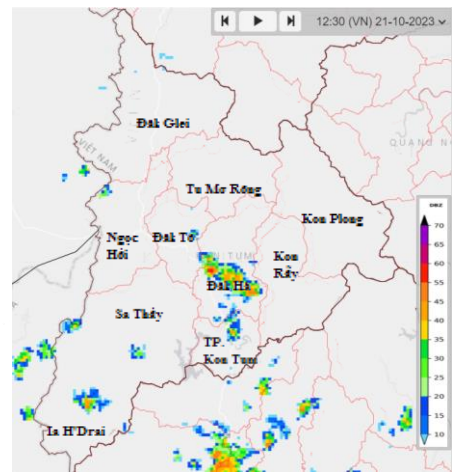 12:30 (VN) 21-10-2023
Đăk Glei
VIỆT NAM
QUANG N
Tu Mơ Rông
Kon Plong
DBZ
70
65
60
55
50
45
40
35
30
25
20
15
10
Ngọc
Hồi
Đăk Tô
N TUM
Kon
Rẫy
Đăk Hà
Sa Thầy
TP.
Kon Tum
Ia H'Drai